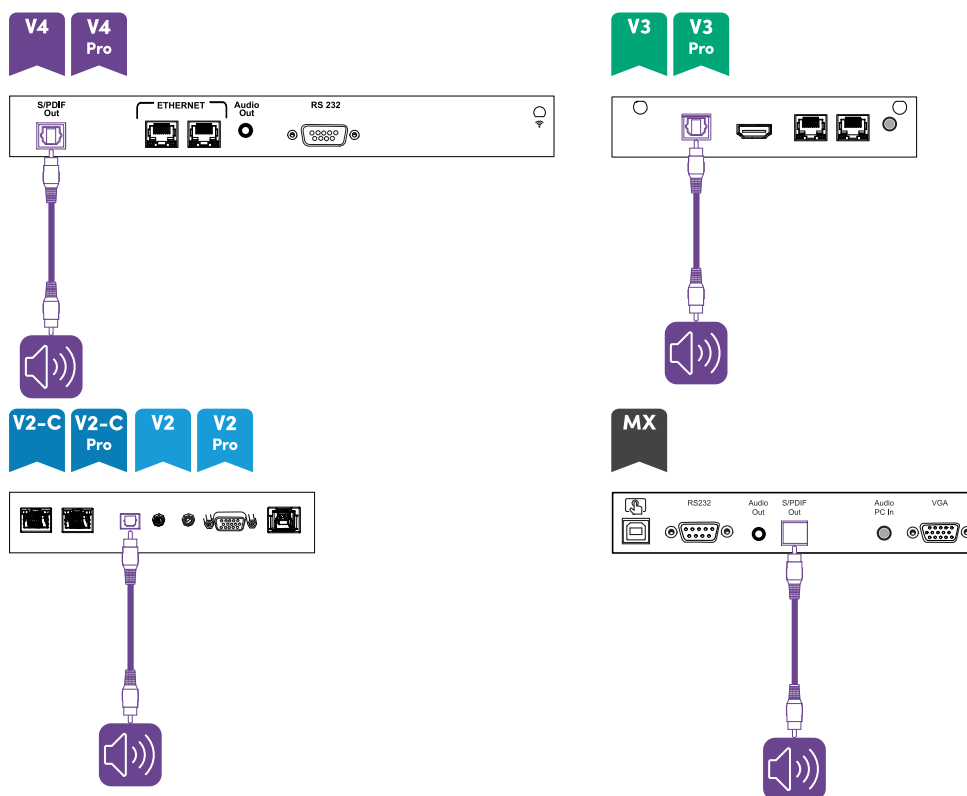 V4
V4
Pro
S/PDIF
Out
ETHERNET
Audio
Out
RS 232
V3
V3
Pro
V2-C
V2-C
Pro
V2
V2
Pro
MX
RS232
Audio
Out
S/PDIF
Out
Audio
PC In
VGA